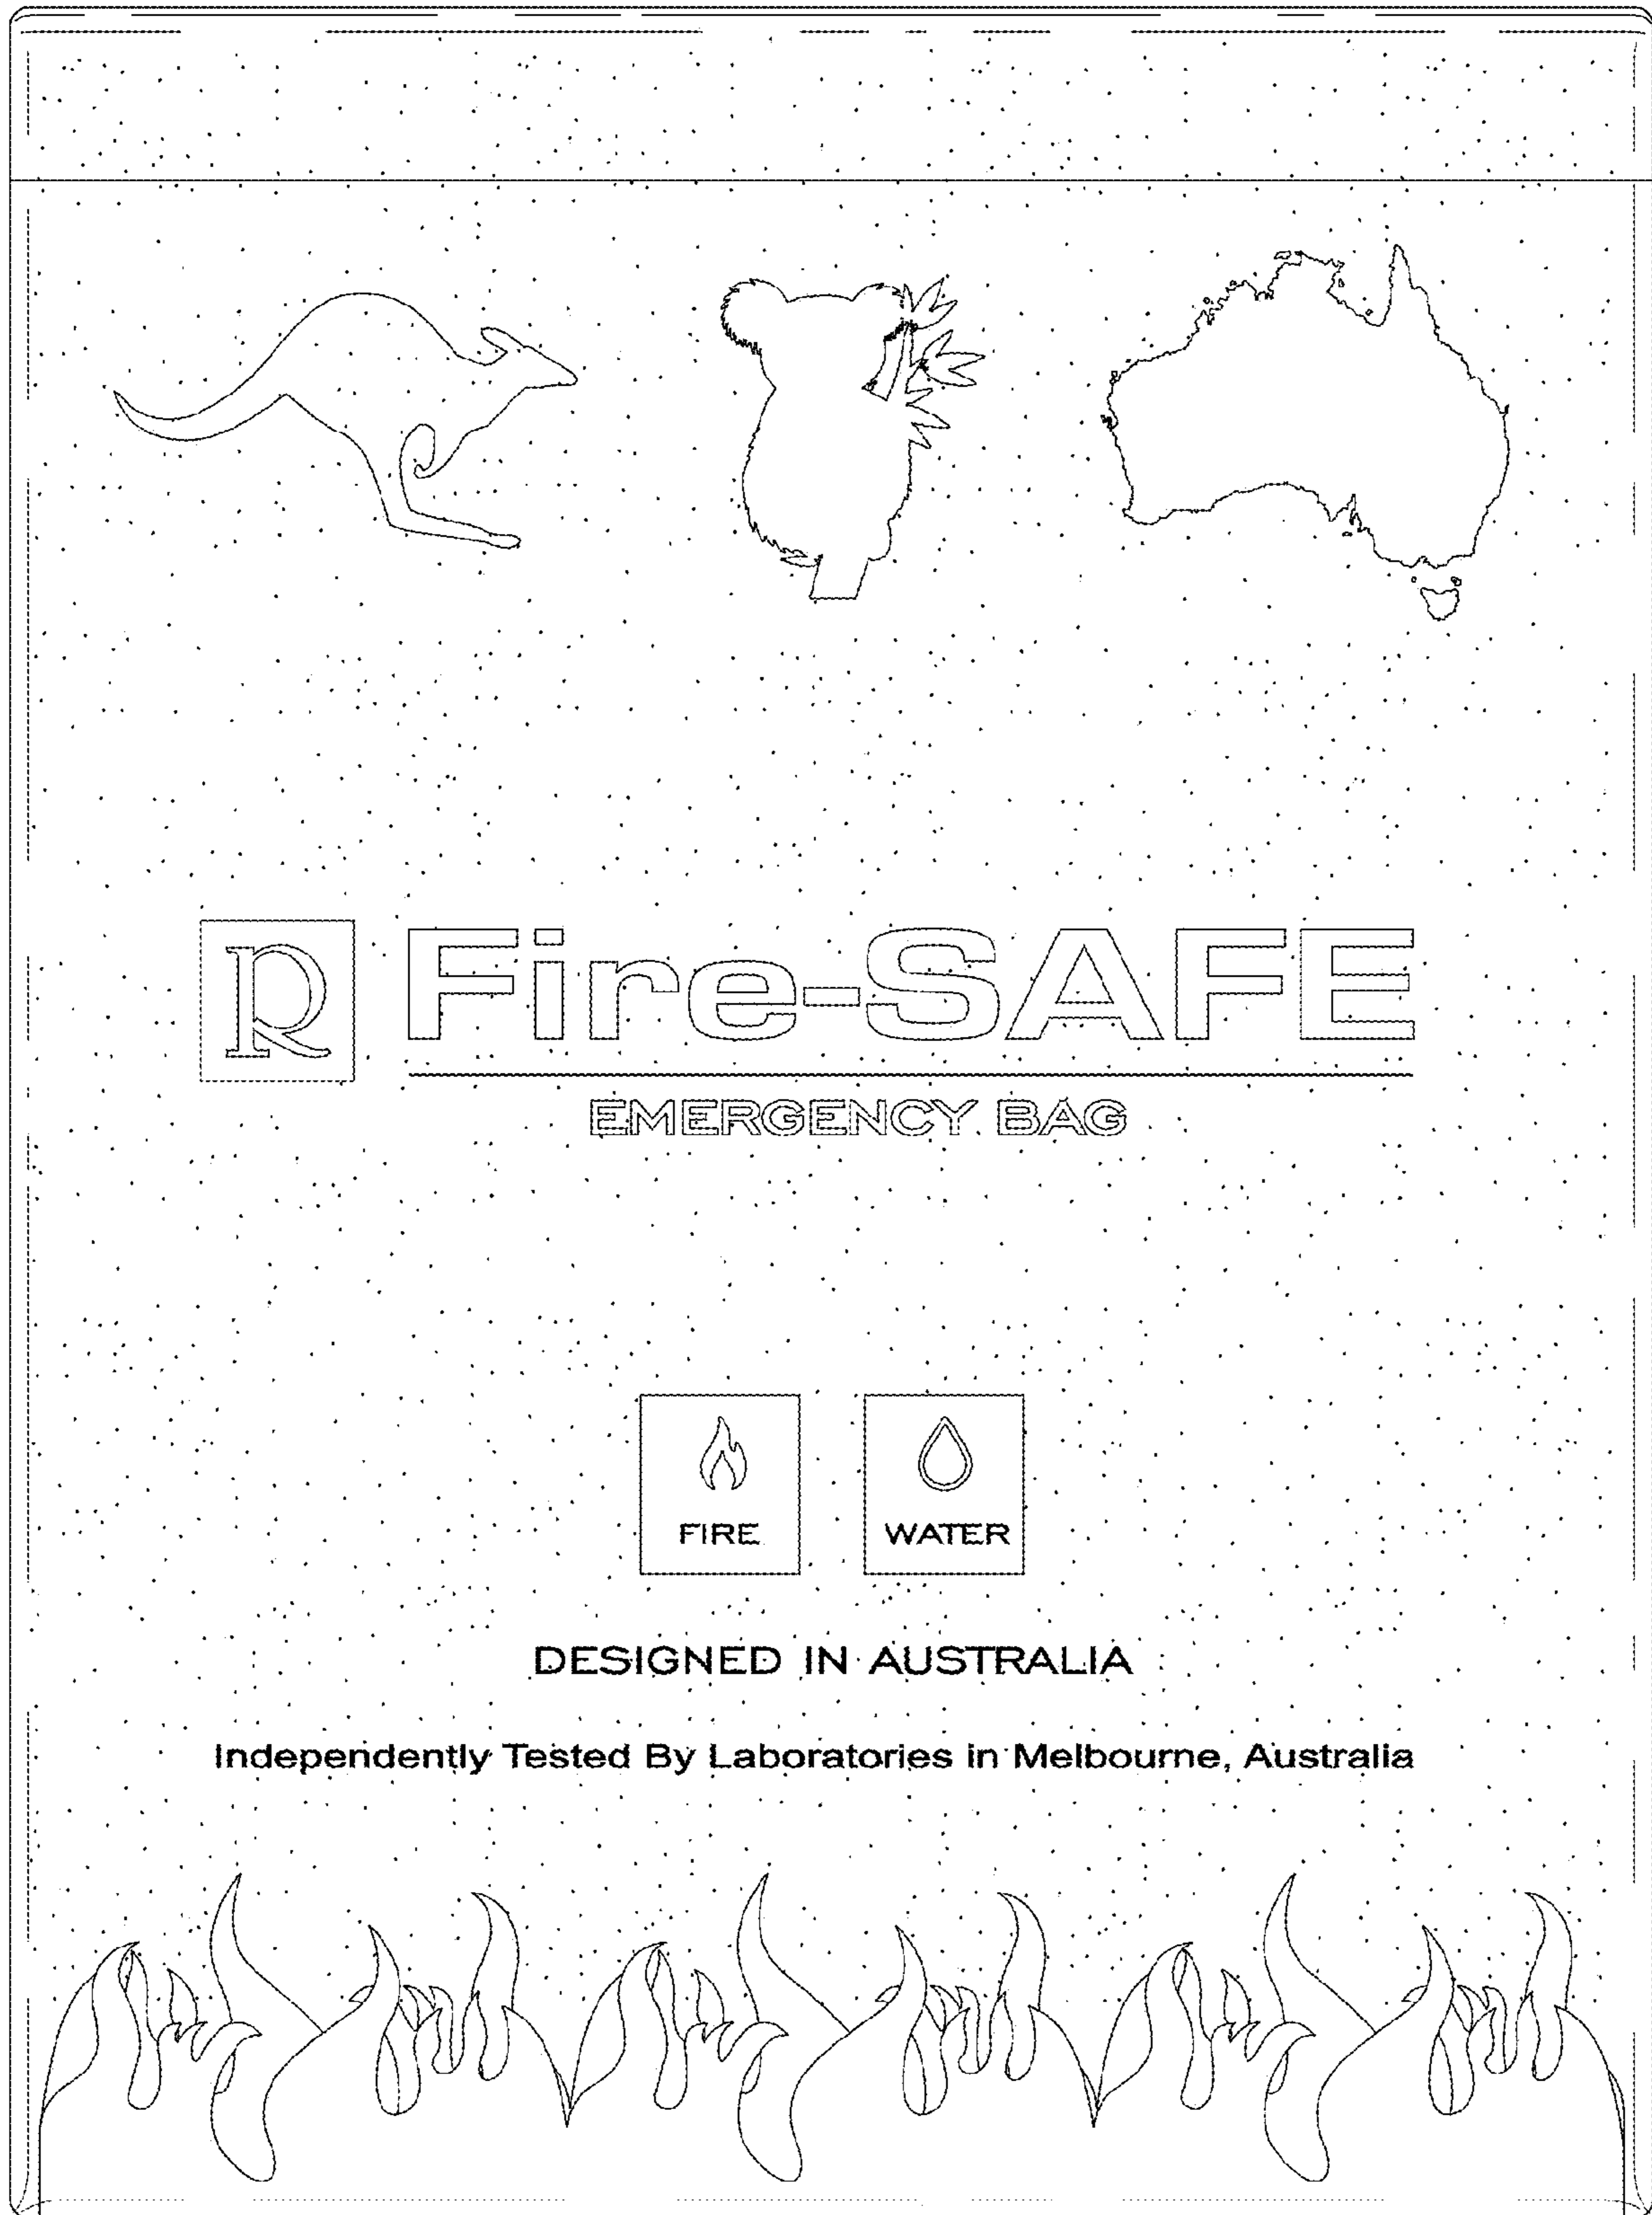 R Fire-SAFE
EMERGENCY BAG
FIRE WATER
DESIGNED IN AUSTRALIA
Independently Tested By Laboratories in Melbourne, Australia